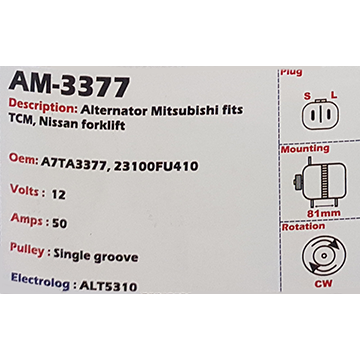 AM-3377
Description: Alternator Mitsubishi fits
TCM, Nissan forklift
Oem: A7TA3377, 23100FU410
Volts : 12
Amps : 50
Pulley : Single groove
Electrolog : ALT5310
Plug
S L
Mounting
81mm
Rotation
CW